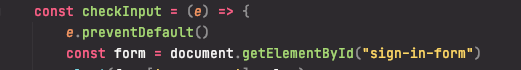 const checkInput = (e) => {
e.preventDefault()
const form = document.getElementById("sign-in-form")